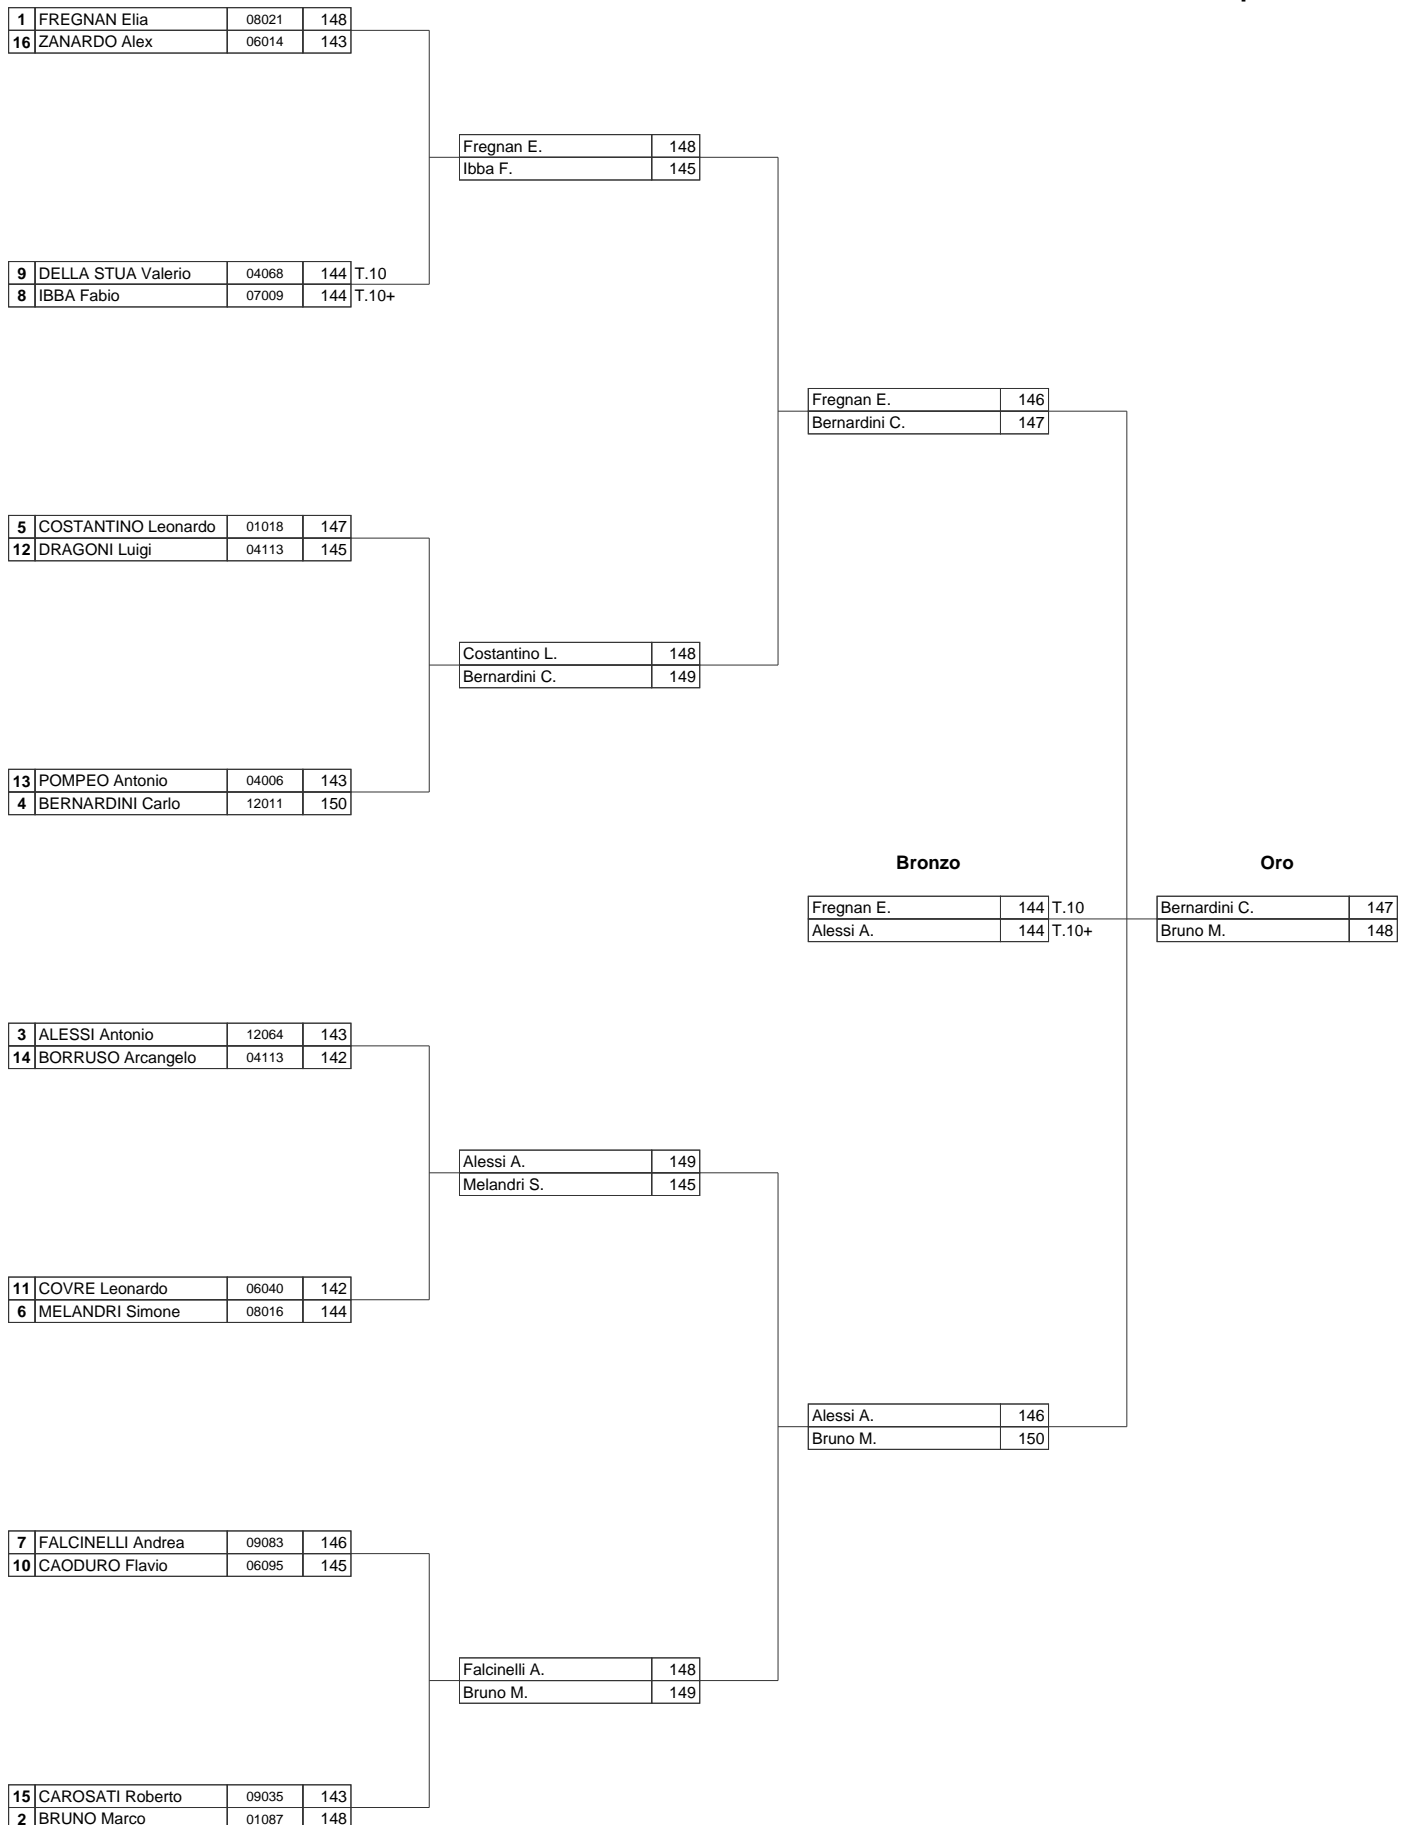 1 FREGNAN Elia 08021 148
16 ZANARDO Alex 06014 143
Fregnan E. 148
Ibba F. 145
9 DELLA STUA Valerio 04068 144 T.10
8 IBBA Fabio 07009 144 T.10+
Fregnan E. 146
Bernardini C. 147
5 COSTANTINO Leonardo 01018 147
12 DRAGONI Luigi 04113 145
Costantino L. 148
Bernardini C. 149
13 POMPEO Antonio 04006 143
4 BERNARDINI Carlo 12011 150
Bronzo Oro
Fregnan E. 144 T.10 Bernardini C. 147
Alessi A. 144 T.10+ Bruno M. 148
3 ALESSI Antonio 12064 143
14 BORRUSO Arcangelo 04113 142
Alessi A. 149
Melandri S. 145
11 COVRE Leonardo 06040 142
6 MELANDRI Simone 08016 144
Alessi A. 146
Bruno M. 150
7 FALCINELLI Andrea 09083 146
10 CAODURO Flavio 06095 145
Falcinelli A. 148
Bruno M. 149
15 CAROSATI Roberto 09035 143
2 BRUNO Marco 01087 148